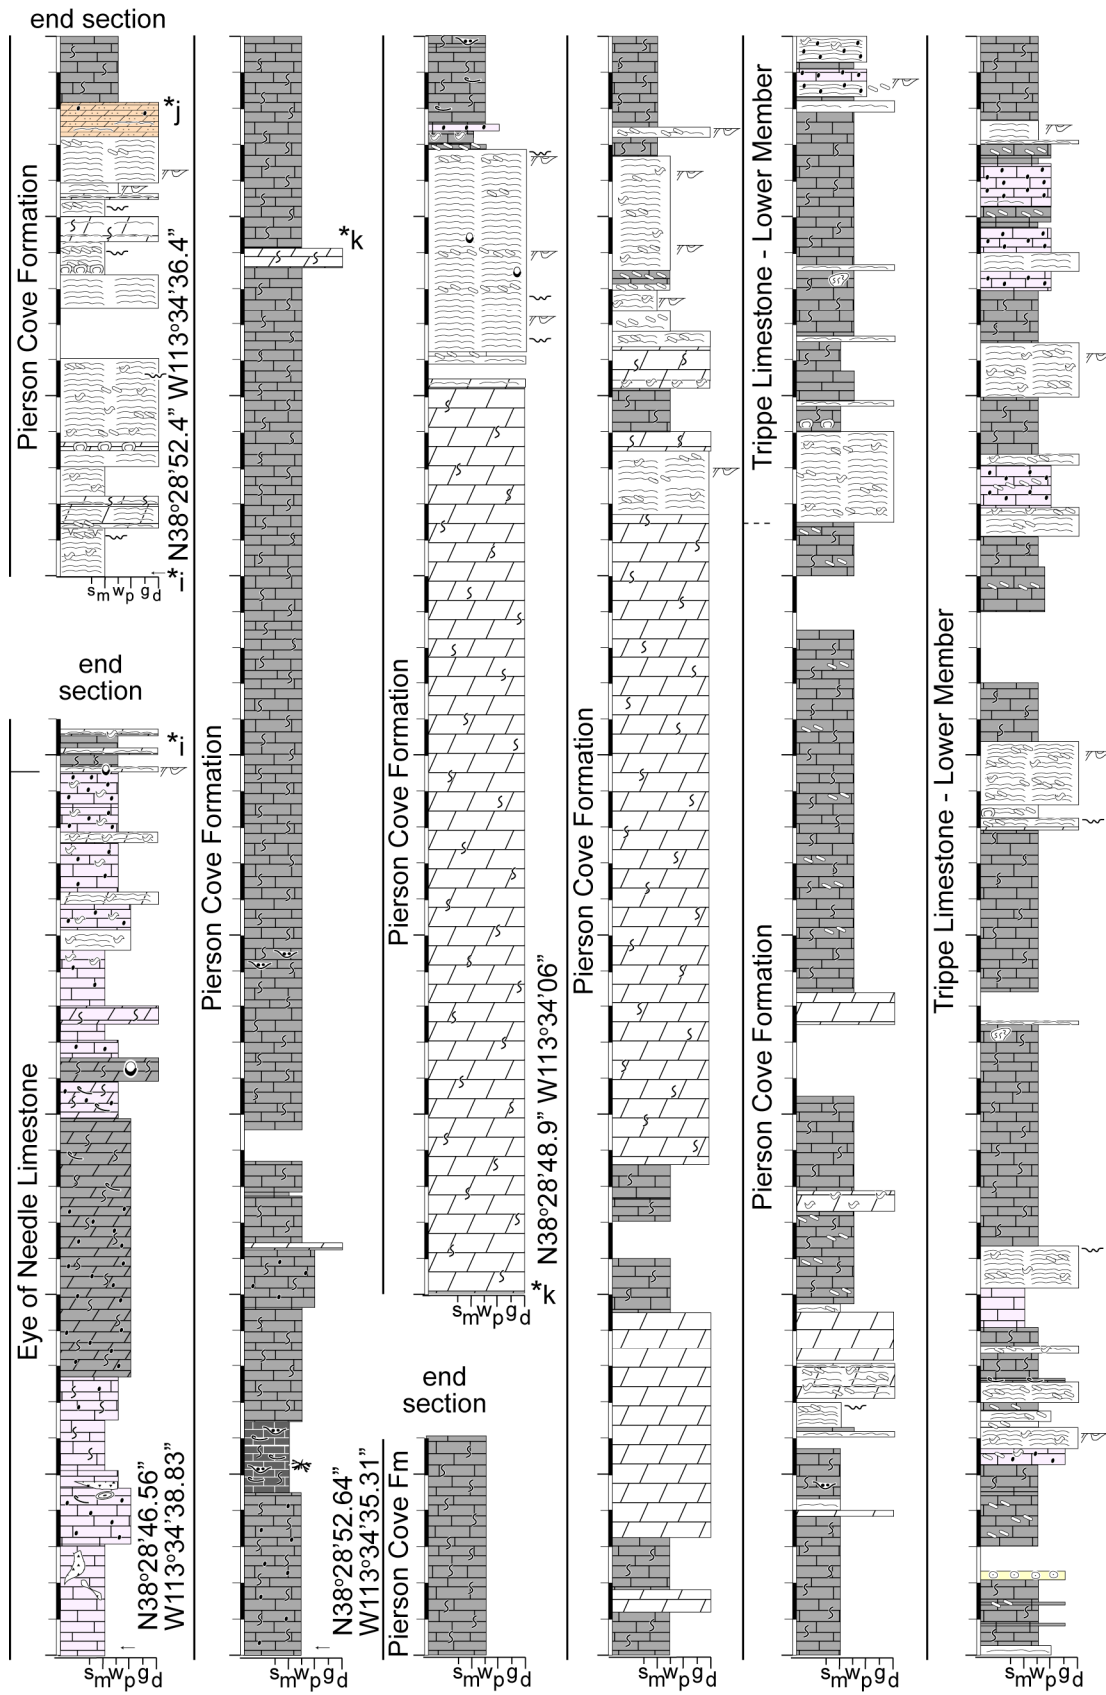 end section
*j
Pierson Cove Formation
N38°28'52.4" W113°34'36.4"
*i
s m w p g d
end
section
*i
Eye of Needle Limestone
N38°28'46.56"
W113°34'38.83"
s m w p g d
Pierson Cove Formation
*k
N38°28'52.64"
W113°34'35.31"
s m w p g d
Pierson Cove Formation
N38°28'48.9" W113°34'06"
*k
s m w p g d
end
section
Pierson Cove Fm
s m w p g d
Pierson Cove Formation
s m w p g d
Trippe Limestone - Lower Member
Pierson Cove Formation
s m w p g d
Trippe Limestone - Lower Member
s m w p g d